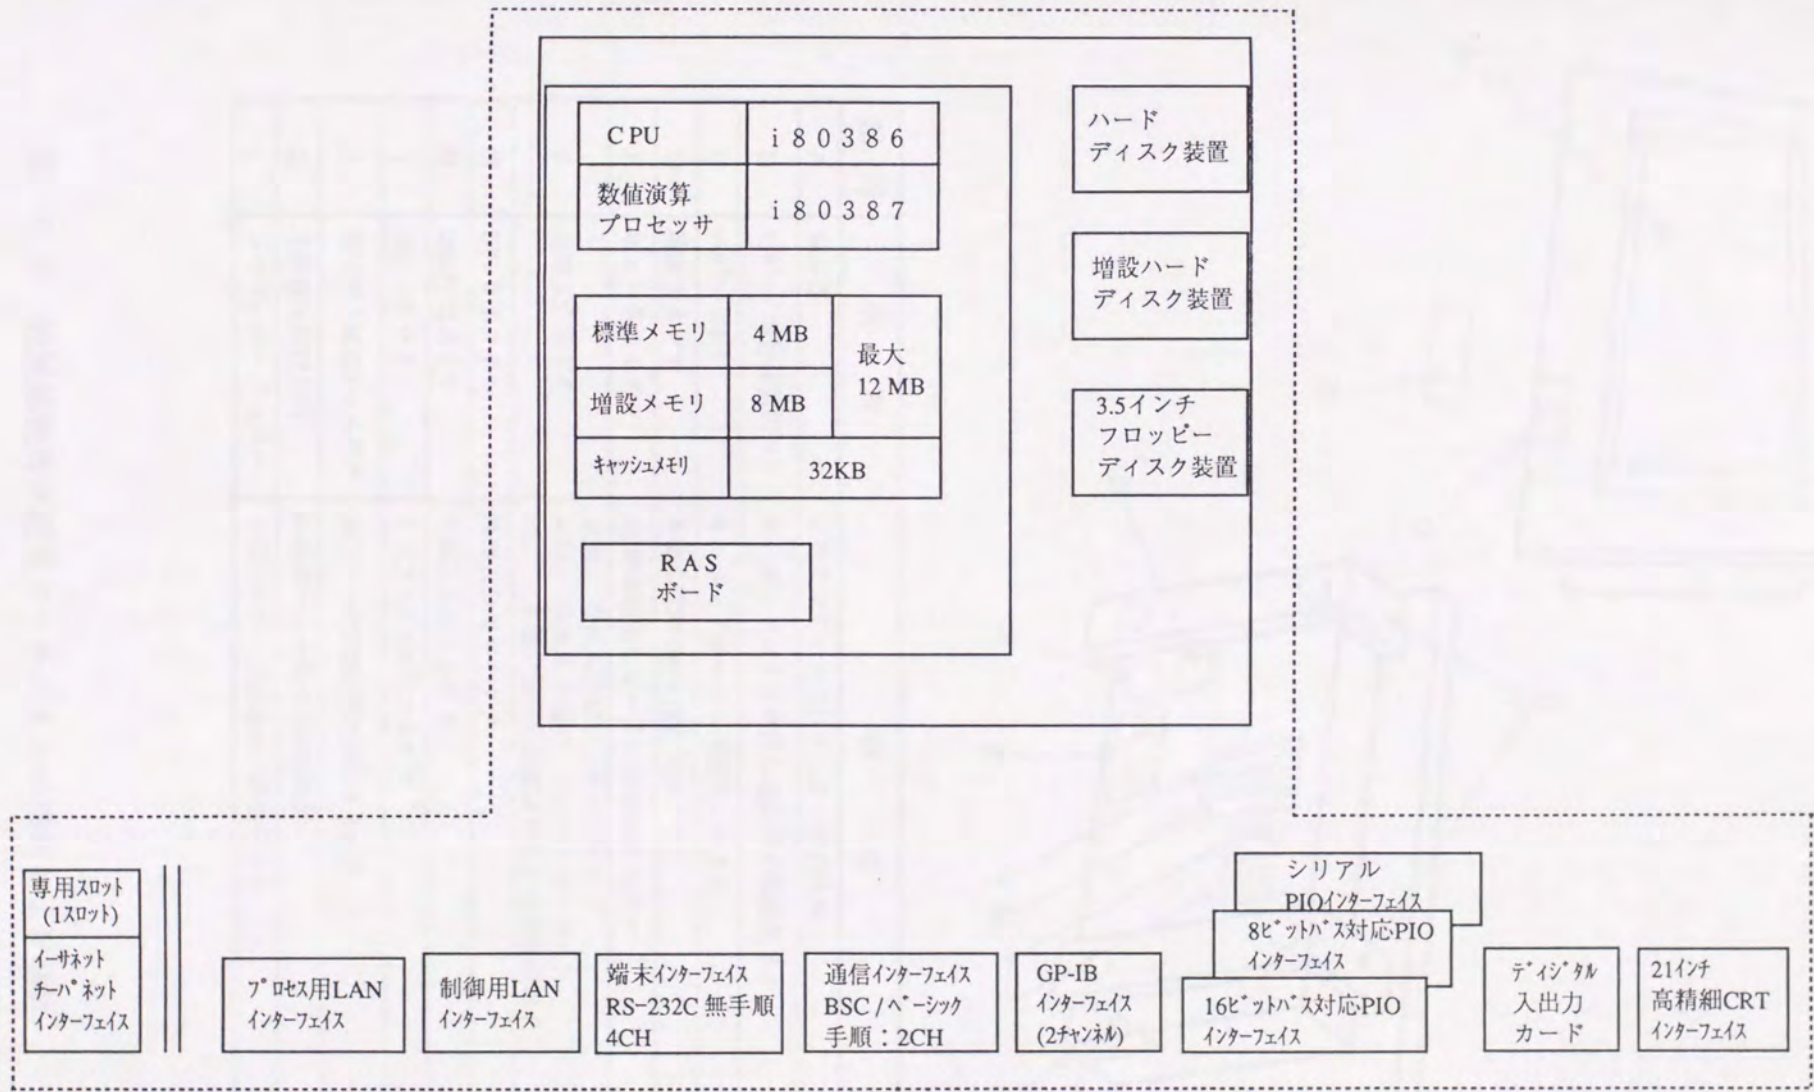 CPU
i80386
数値演算
プロセッサ
i80387
標準メモリ
4 MB
最大
12 MB
増設メモリ
8 MB
キャッシュメモリ
32KB
RAS
ボード
ハード
ディスク装置
増設ハード
ディスク装置
3.5インチ
フロッピー
ディスク装置
専用スロット
(1スロット)
イーサネット
チーパネット
インターフェイス
プロセス用LAN
インターフェイス
制御用LAN
インターフェイス
端末インターフェイス
RS-232C 無手順
4CH
通信インターフェイス
BSC / ベーシック
手順：2CH
GP-IB
インターフェイス
(2チャンネル)
シリアル
PIOインターフェイス
8ビットバス対応PIO
インターフェイス
16ビットバス対応PIO
インターフェイス
ディジタル
入出力
カード
21インチ
高精細CRT
インターフェイス